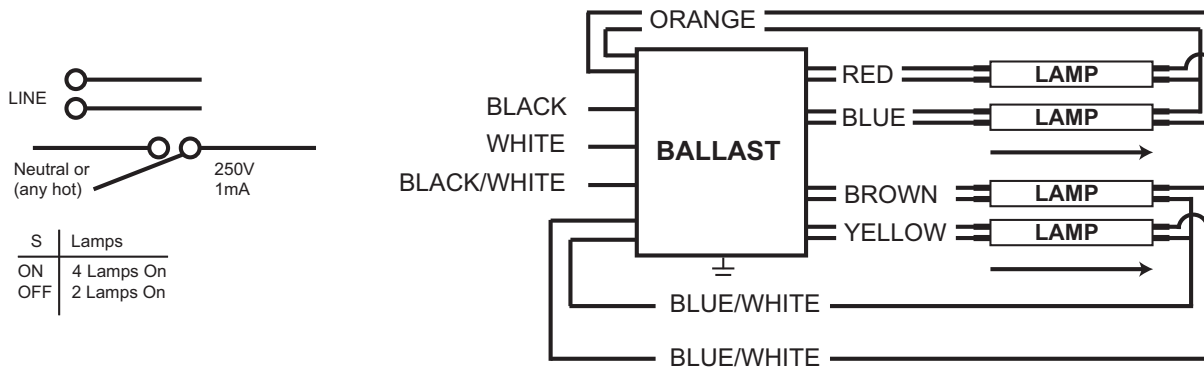 LINE
Neutral or
(any hot)
250V
1mA
S Lamps
ON 4 Lamps On
OFF 2 Lamps On
ORANGE
BLACK
WHITE
BLACK/WHITE
BALLAST
RED
LAMP
BLUE
LAMP
BROWN
LAMP
YELLOW
LAMP
BLUE/WHITE
BLUE/WHITE